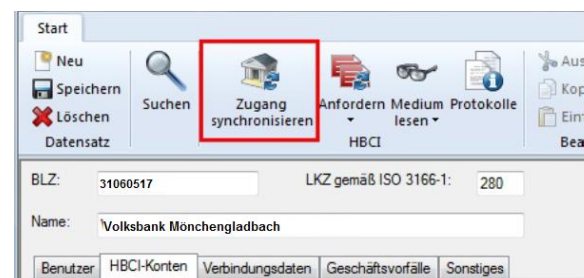 Start
Neu
Speichern
Löschen
Datensatz
Suchen
Zugang
synchronisieren
Anfordern
Medium
lesen
Protokolle
HBCI
Aus
Kop
Ein
Bea
BLZ: 31060517 LKZ gemäß ISO 3166-1: 280
Name: Volksbank Mönchengladbach
Benutzer HBCI-Konten Verbindungsdaten Geschäftsvorfälle Sonstiges